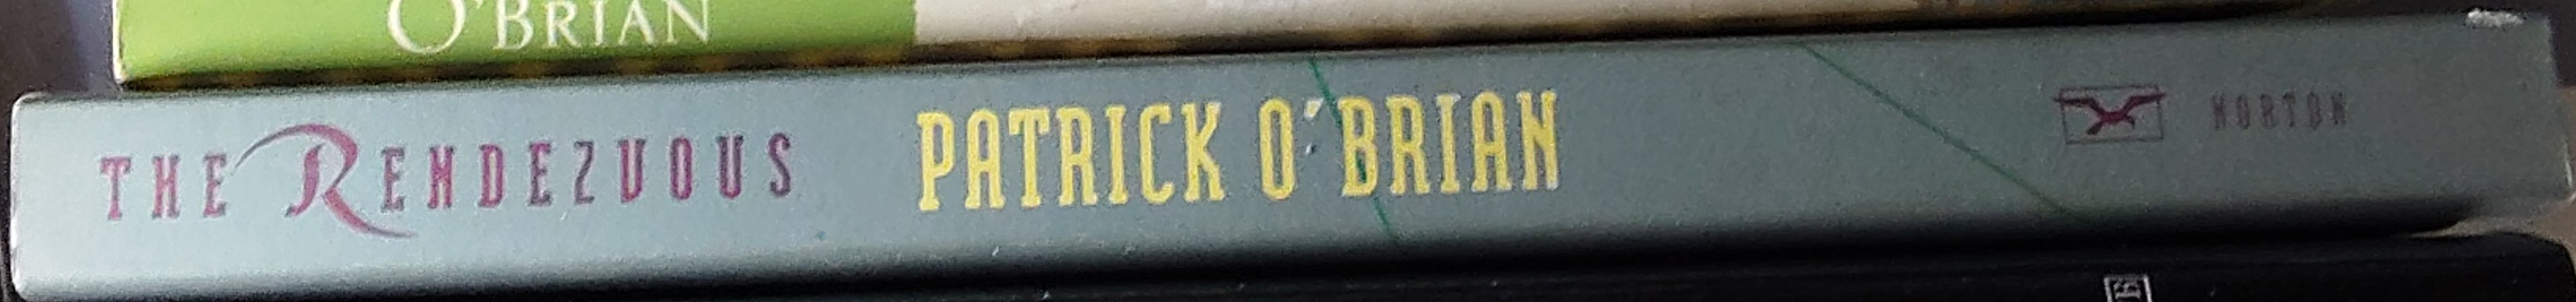 O'BRIAN
THE RENDEZVOUS PATRICK O'BRIAN NORTON